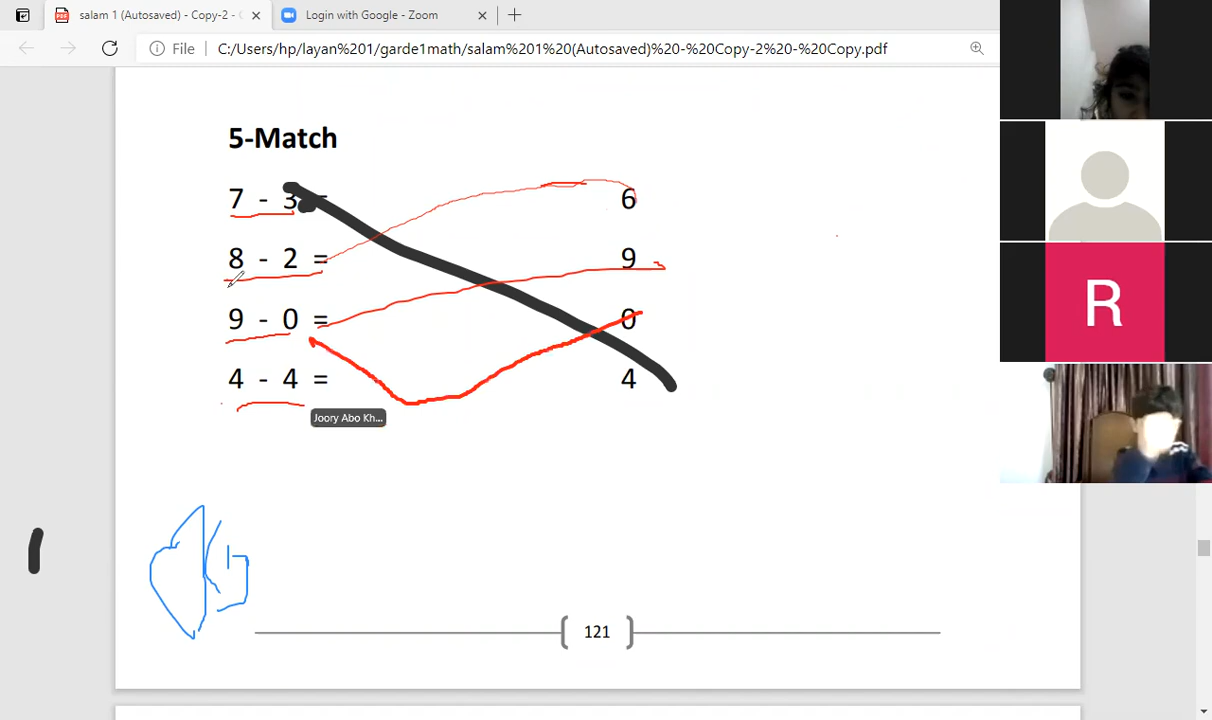 salam 1 (Autosaved) - Copy-2 - C
Login with Google - Zoom
File C:/Users/hp/layan%201/garde1math/salam%201%20(Autosaved)%20-%20Copy-2%20-%20Copy.pdf
5-Match
7 - 3 = 6
8 - 2 = 9
9 - 0 = 0
4 - 4 = 4
Joory Abo Kh...
121
R